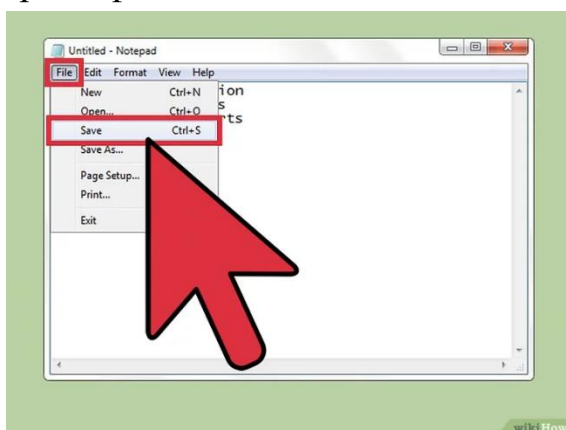 Untitled - Notepad
File Edit Format View Help
New Ctrl+N
Open... Ctrl+O
Save Ctrl+S
Save As...
Page Setup...
Print...
Exit
ion
s
rts
wikiHow